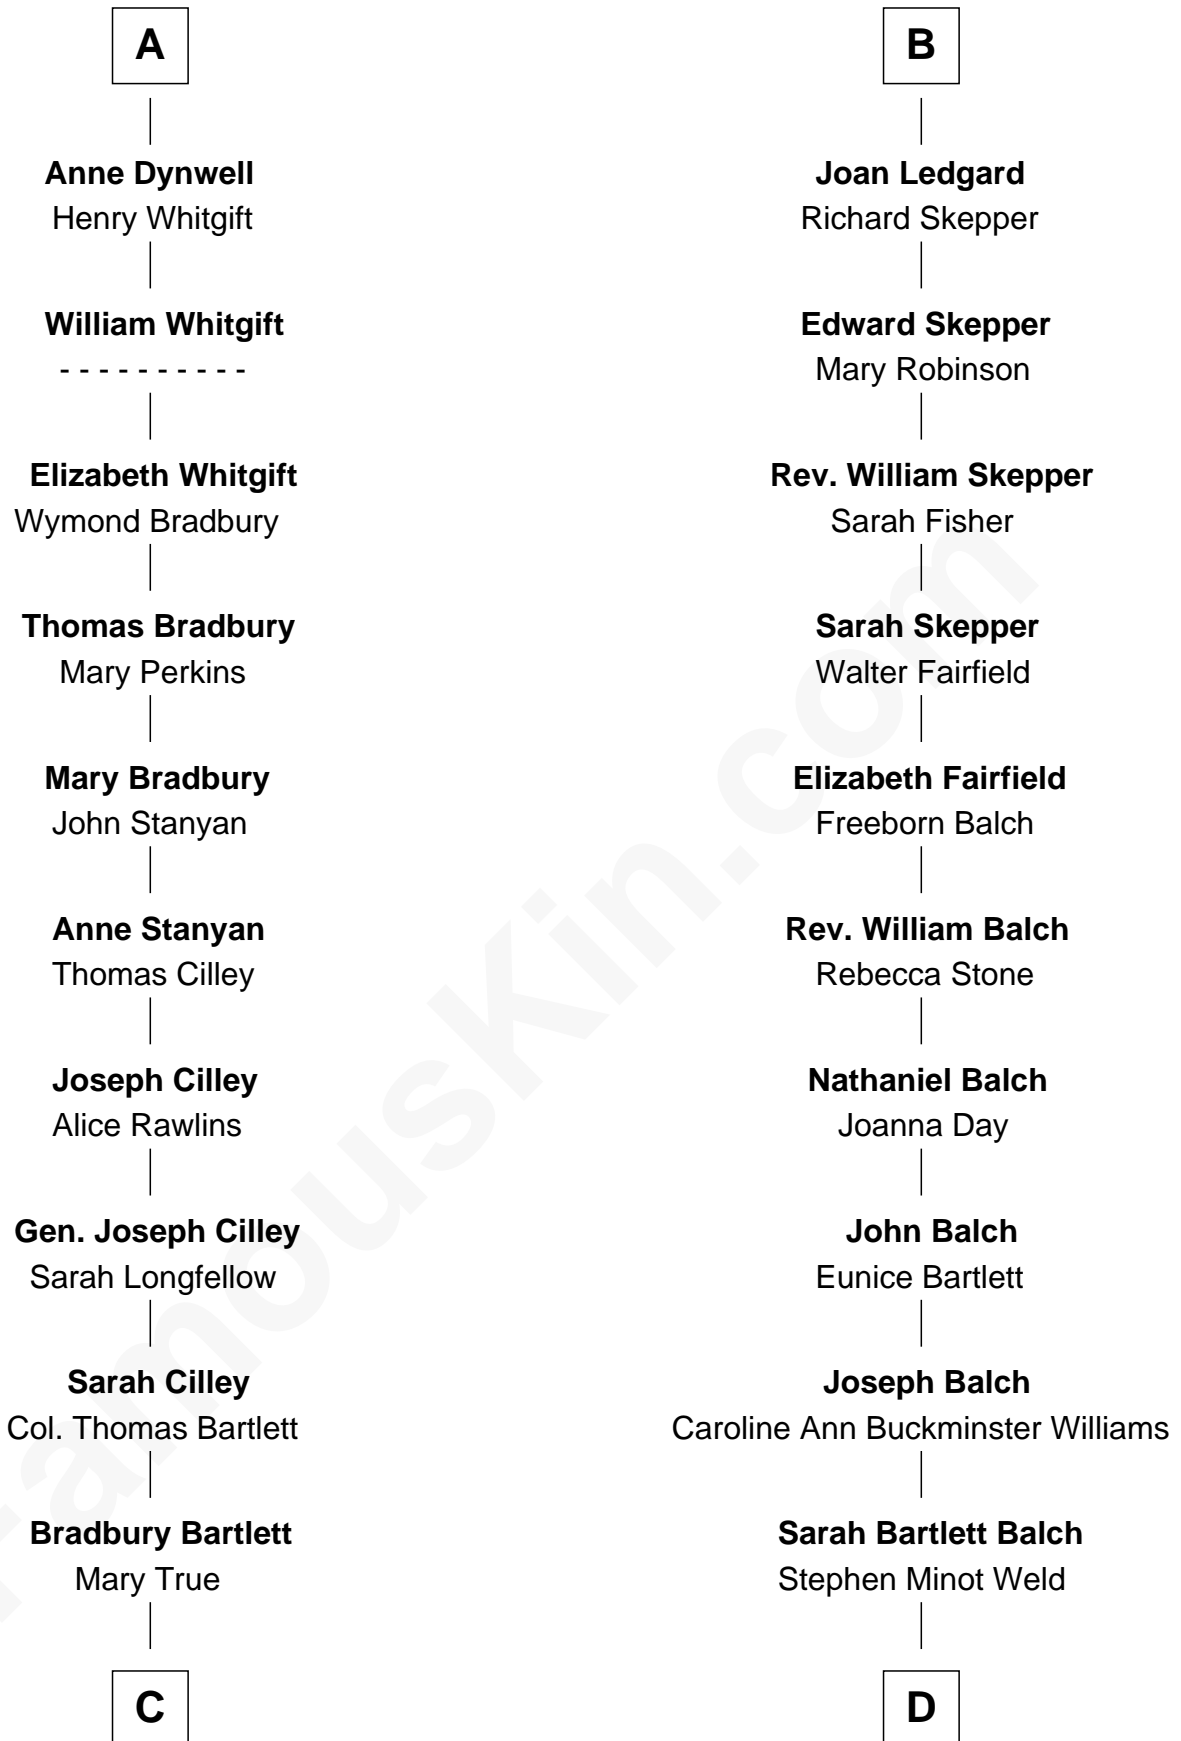 A
Anne Dynwell
Henry Whitgift
William Whitgift
- - - - - - - - - -
Elizabeth Whitgift
Wymond Bradbury
Thomas Bradbury
Mary Perkins
Mary Bradbury
John Stanyan
Anne Stanyan
Thomas Cilley
Joseph Cilley
Alice Rawlins
Gen. Joseph Cilley
Sarah Longfellow
Sarah Cilley
Col. Thomas Bartlett
Bradbury Bartlett
Mary True
C
B
Joan Ledgard
Richard Skepper
Edward Skepper
Mary Robinson
Rev. William Skepper
Sarah Fisher
Sarah Skepper
Walter Fairfield
Elizabeth Fairfield
Freeborn Balch
Rev. William Balch
Rebecca Stone
Nathaniel Balch
Joanna Day
John Balch
Eunice Bartlett
Joseph Balch
Caroline Ann Buckminster Williams
Sarah Bartlett Balch
Stephen Minot Weld
D
FamousKin.com